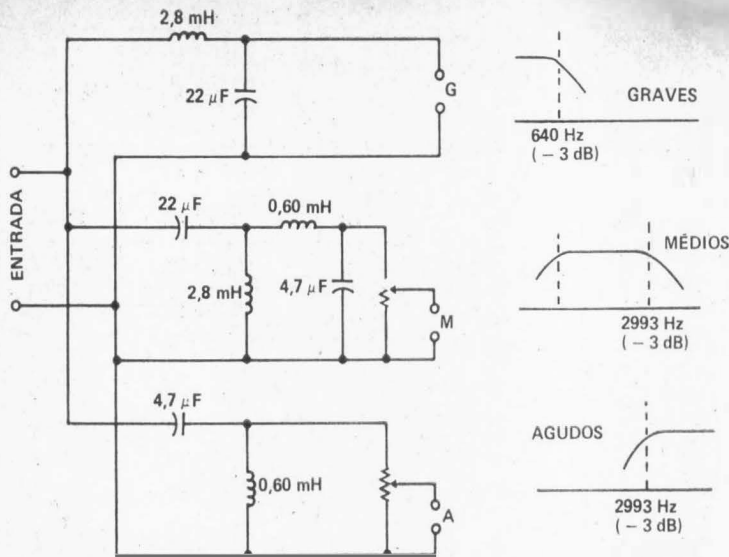 2,8 mH
22 µF
G
GRAVES
640 Hz
(– 3 dB)
ENTRADA
22 µF
0,60 mH
2,8 mH
4,7 µF
M
MÉDIOS
2993 Hz
(– 3 dB)
4,7 µF
0,60 mH
A
AGUDOS
2993 Hz
(– 3 dB)